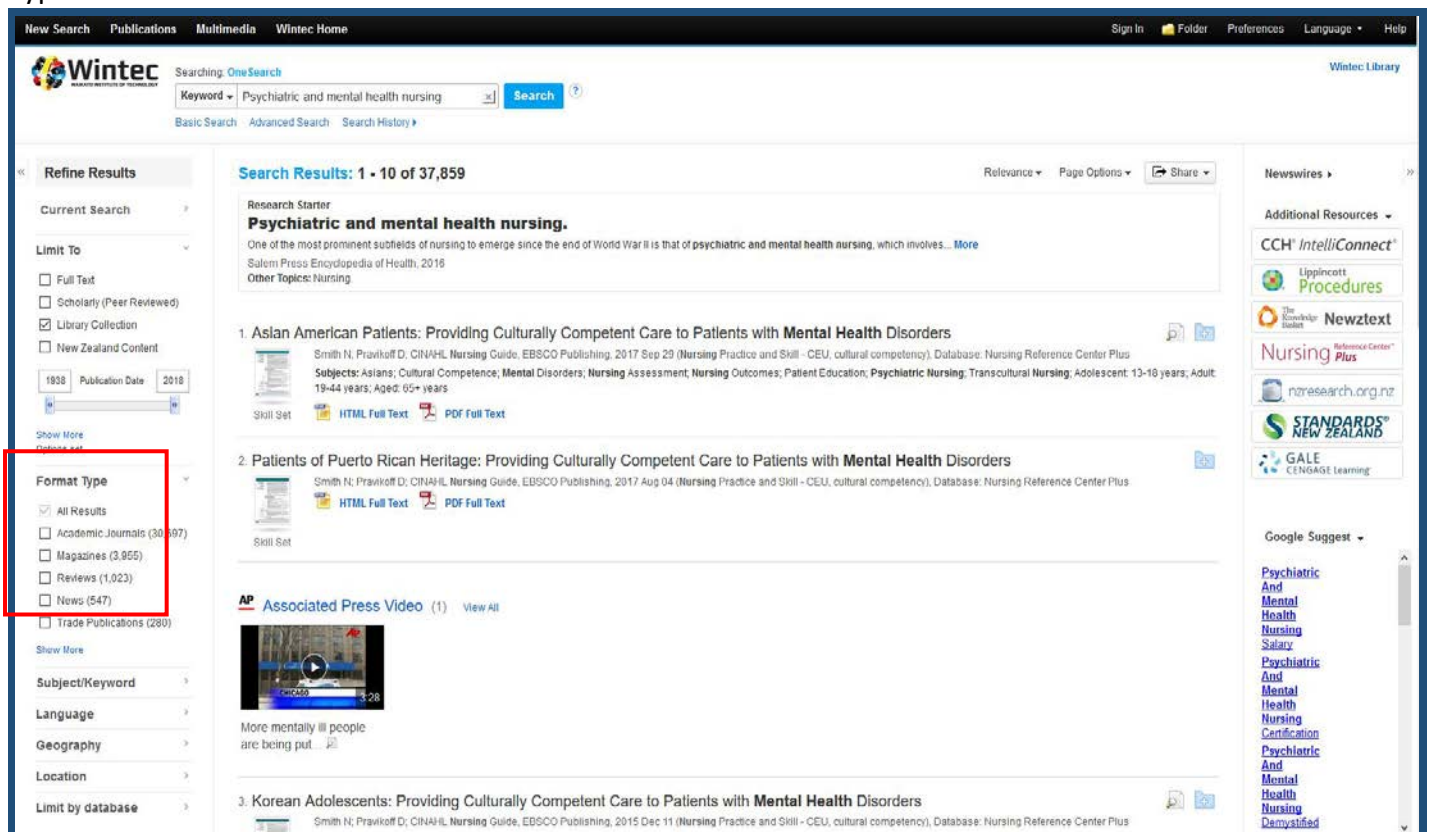 New Search Publications Multimedia Wintec Home Sign In Folder Preferences Language Help
Wintec
WAIKATO INSTITUTE OF TECHNOLOGY
Searching: OneSearch
Wintec Library
Keyword Psychiatric and mental health nursing Search ?
Basic Search Advanced Search Search History
Refine Results
Current Search
Limit To
Full Text
Scholarly (Peer Reviewed)
Library Collection
New Zealand Content
1938 Publication Date 2018
Show More
Options set
Format Type
All Results
Academic Journals (30,697)
Magazines (3,955)
Reviews (1,023)
News (547)
Trade Publications (280)
Show More
Subject/Keyword
Language
Geography
Location
Limit by database
Search Results: 1 - 10 of 37,859
Relevance Page Options Share
Research Starter
Psychiatric and mental health nursing.
One of the most prominent subfields of nursing to emerge since the end of World War II is that of psychiatric and mental health nursing, which involves... More
Salem Press Encyclopedia of Health, 2016
Other Topics: Nursing
1. Asian American Patients: Providing Culturally Competent Care to Patients with Mental Health Disorders
Smith N; Pravikoff D; CINAHL Nursing Guide, EBSCO Publishing, 2017 Sep 29 (Nursing Practice and Skill - CEU, cultural competency), Database: Nursing Reference Center Plus
Subjects: Asians; Cultural Competence; Mental Disorders; Nursing Assessment; Nursing Outcomes; Patient Education; Psychiatric Nursing; Transcultural Nursing; Adolescent: 13-18 years; Adult:
19-44 years; Aged: 65+ years
Skill Set HTML Full Text PDF Full Text
2. Patients of Puerto Rican Heritage: Providing Culturally Competent Care to Patients with Mental Health Disorders
Smith N; Pravikoff D; CINAHL Nursing Guide, EBSCO Publishing, 2017 Aug 04 (Nursing Practice and Skill - CEU, cultural competency), Database: Nursing Reference Center Plus
HTML Full Text PDF Full Text
Skill Set
AP Associated Press Video (1) View All
CHICAGO 3:28
More mentally ill people
are being put...
3. Korean Adolescents: Providing Culturally Competent Care to Patients with Mental Health Disorders
Smith N; Pravikoff D; CINAHL Nursing Guide, EBSCO Publishing, 2015 Dec 11 (Nursing Practice and Skill - CEU, cultural competency), Database: Nursing Reference Center Plus
Newswires
Additional Resources
CCH® IntelliConnect®
Lippincott
Procedures
The
Knowledge
Basket Newztext
Nursing Reference Center™
Plus
nzresearch.org.nz
STANDARDS®
NEW ZEALAND
GALE
CENGAGE Learning
Google Suggest
Psychiatric
And
Mental
Health
Nursing
Salary
Psychiatric
And
Mental
Health
Nursing
Certification
Psychiatric
And
Mental
Health
Nursing
Demystified